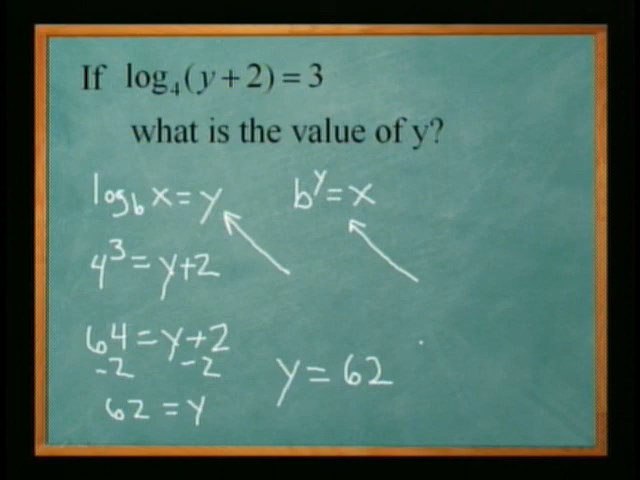 If log₄(y+2)=3
what is the value of y?
log_b x=y    b^y=x
4³=y+2
64=y+2
-2 -2
y=62
62=y